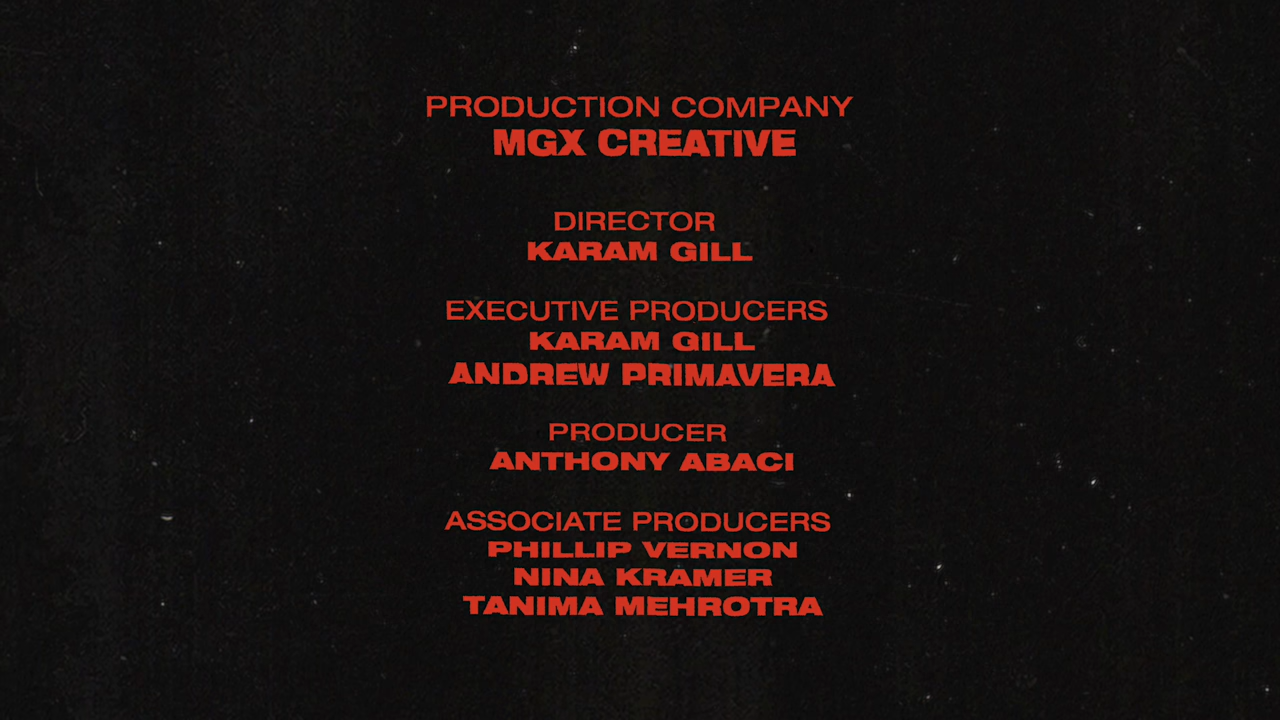 PRODUCTION COMPANY
MGX CREATIVE
DIRECTOR
KARAM GILL
EXECUTIVE PRODUCERS
KARAM GILL
ANDREW PRIMAVERA
PRODUCER
ANTHONY ABACI
ASSOCIATE PRODUCERS
PHILLIP VERNON
NINA KRAMER
TANIMA MEHROTRA